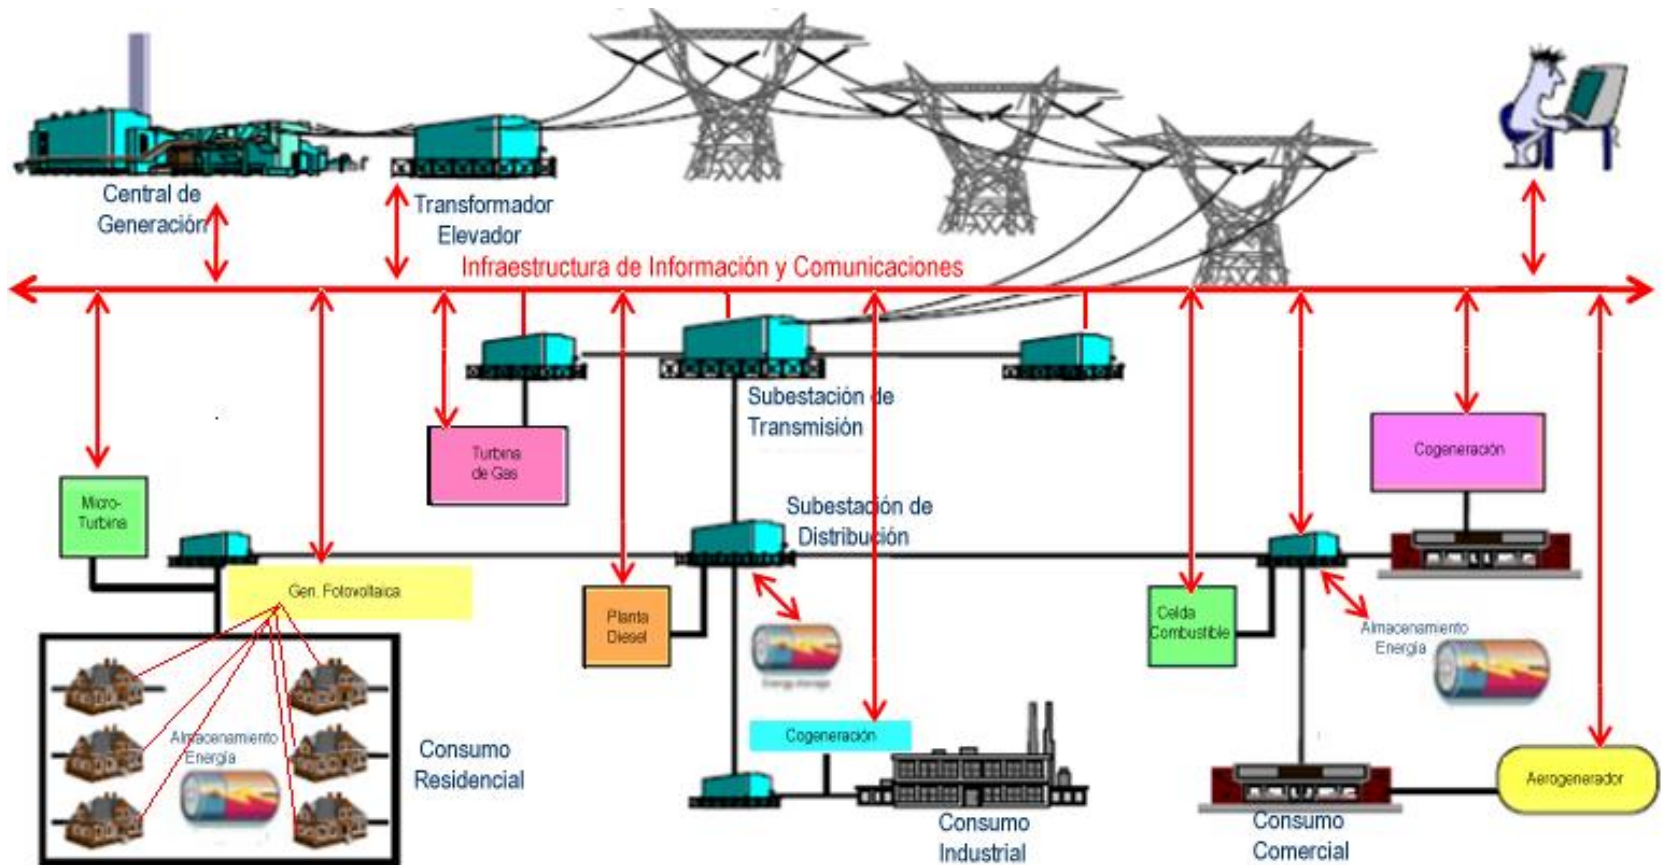 Central de
Generación
Transformador
Elevador
Infraestructura de Información y Comunicaciones
Subestación de
Transmisión
Turbina
de Gas
Cogeneración
Micro-
Turbina
Subestación de
Distribución
Gen. Fotovoltaica
Planta
Diesel
Energy storage
Celda
Combustible
Almacenamiento
Energía
Almacenamiento
Energía
Consumo
Residencial
Cogeneración
Aerogenerador
Consumo
Industrial
Consumo
Comercial